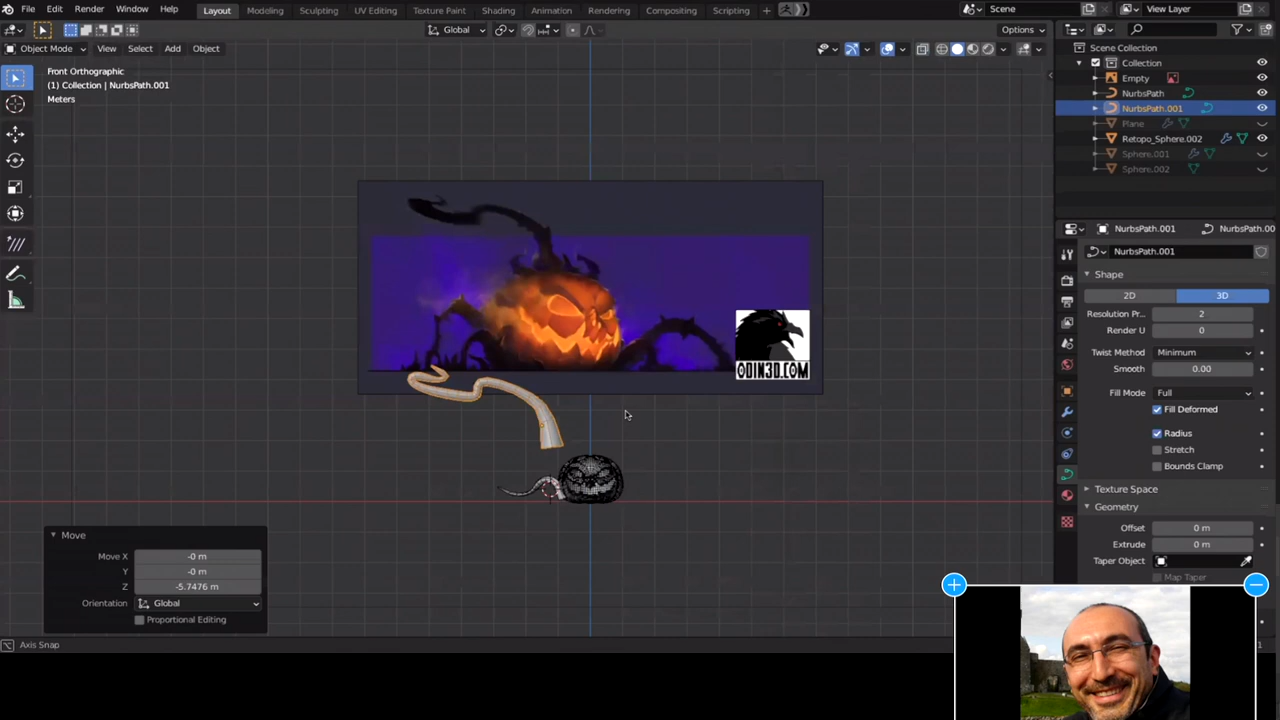 File Edit Render Window Help Layout Modeling Sculpting UV Editing Texture Paint Shading Animation Rendering Compositing Scripting + Scene View Layer
Global Options
Object Mode View Select Add Object
Front Orthographic
(1) Collection | NurbsPath.001
Meters
Scene Collection
Collection
Empty
NurbsPath
NurbsPath.001
Plane
Retopo_Sphere.002
Sphere.001
Sphere.002
NurbsPath.001 NurbsPath.00
NurbsPath.001
Shape
2D 3D
Resolution Pr... 2
Render U 0
Twist Method Minimum
Smooth 0.00
Fill Mode Full
Fill Deformed
Radius
Stretch
Bounds Clamp
Texture Space
Geometry
Offset 0 m
Extrude 0 m
Taper Object
Map Taper
ODIN3D.COM
Move
Move X -0 m
Y -0 m
Z -5.7476 m
Orientation Global
Proportional Editing
Axis Snap